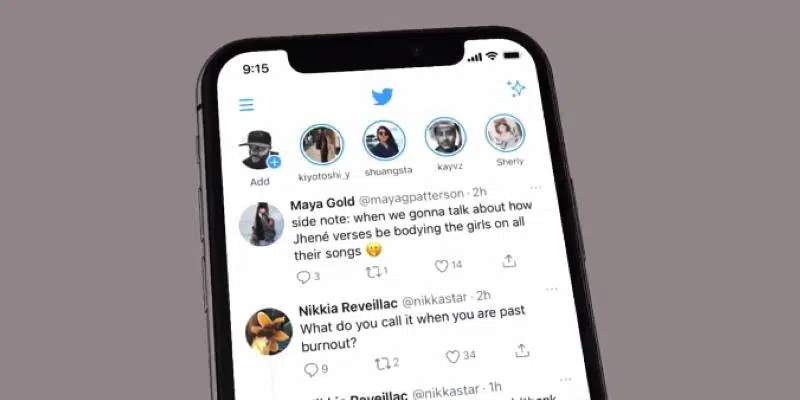 9:15
Add
kiyotoshi_y
shuangsta
kayvz
Sheriy
Maya Gold @mayagpatterson · 2h
side note: when we gonna talk about how
Jhené verses be bodying the girls on all
their songs 🤭
3 1 14
Nikkia Reveillac @nikkastar · 2h
What do you call it when you are past
burnout?
9 2 34
Reveillac @nikkastar · 1h